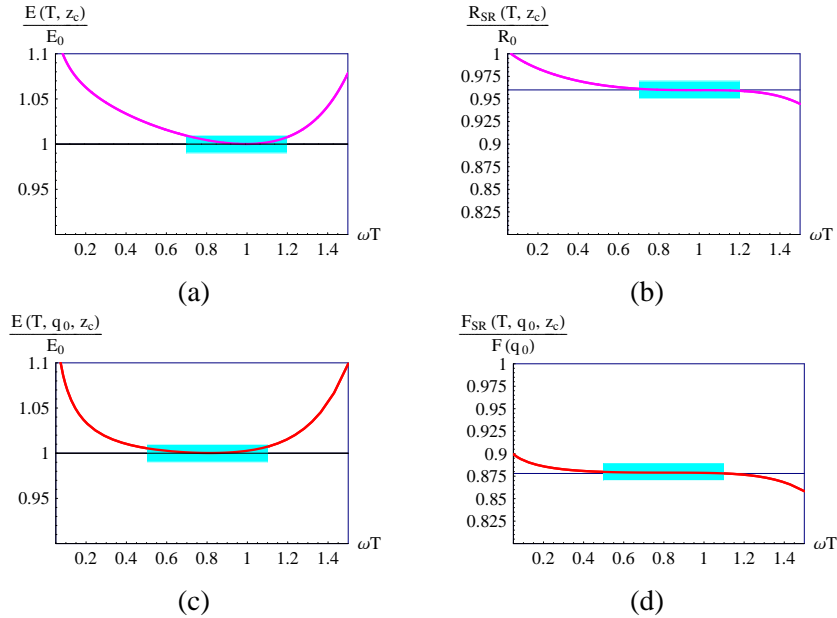 E (T, z_c)
E_0
1.1
1.05
1
0.95
0.2 0.4 0.6 0.8 1 1.2 1.4 ωT
(a)
R_SR (T, z_c)
R_0
1
0.975
0.95
0.925
0.9
0.875
0.85
0.825
0.2 0.4 0.6 0.8 1 1.2 1.4 ωT
(b)
E (T, q_0, z_c)
E_0
1.1
1.05
1
0.95
0.2 0.4 0.6 0.8 1 1.2 1.4 ωT
(c)
F_SR (T, q_0, z_c)
F (q_0)
1
0.975
0.95
0.925
0.9
0.875
0.85
0.825
0.2 0.4 0.6 0.8 1 1.2 1.4 ωT
(d)